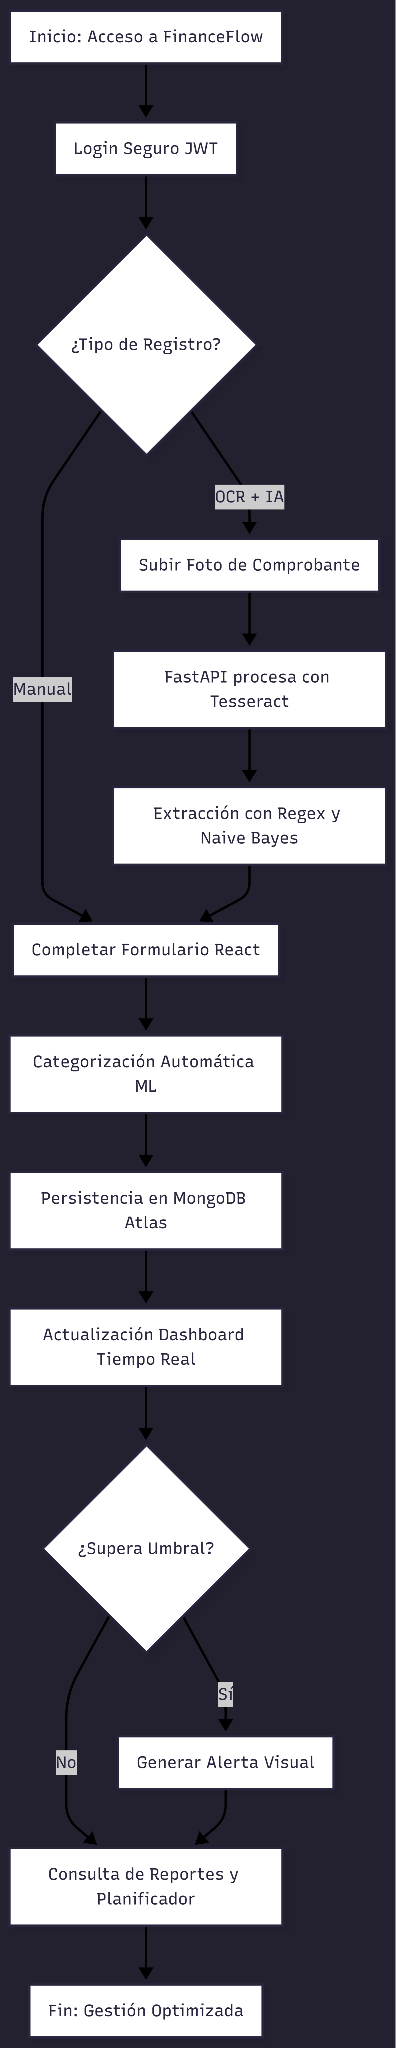 Inicio: Acceso a FinanceFlow
Login Seguro JWT
¿Tipo de Registro?
OCR + IA
Subir Foto de Comprobante
FastAPI procesa con
Tesseract
Manual
Extracción con Regex y
Naive Bayes
Completar Formulario React
Categorización Automática
ML
Persistencia en MongoDB
Atlas
Actualización Dashboard
Tiempo Real
¿Supera Umbral?
Sí
No
Generar Alerta Visual
Consulta de Reportes y
Planificador
Fin: Gestión Optimizada